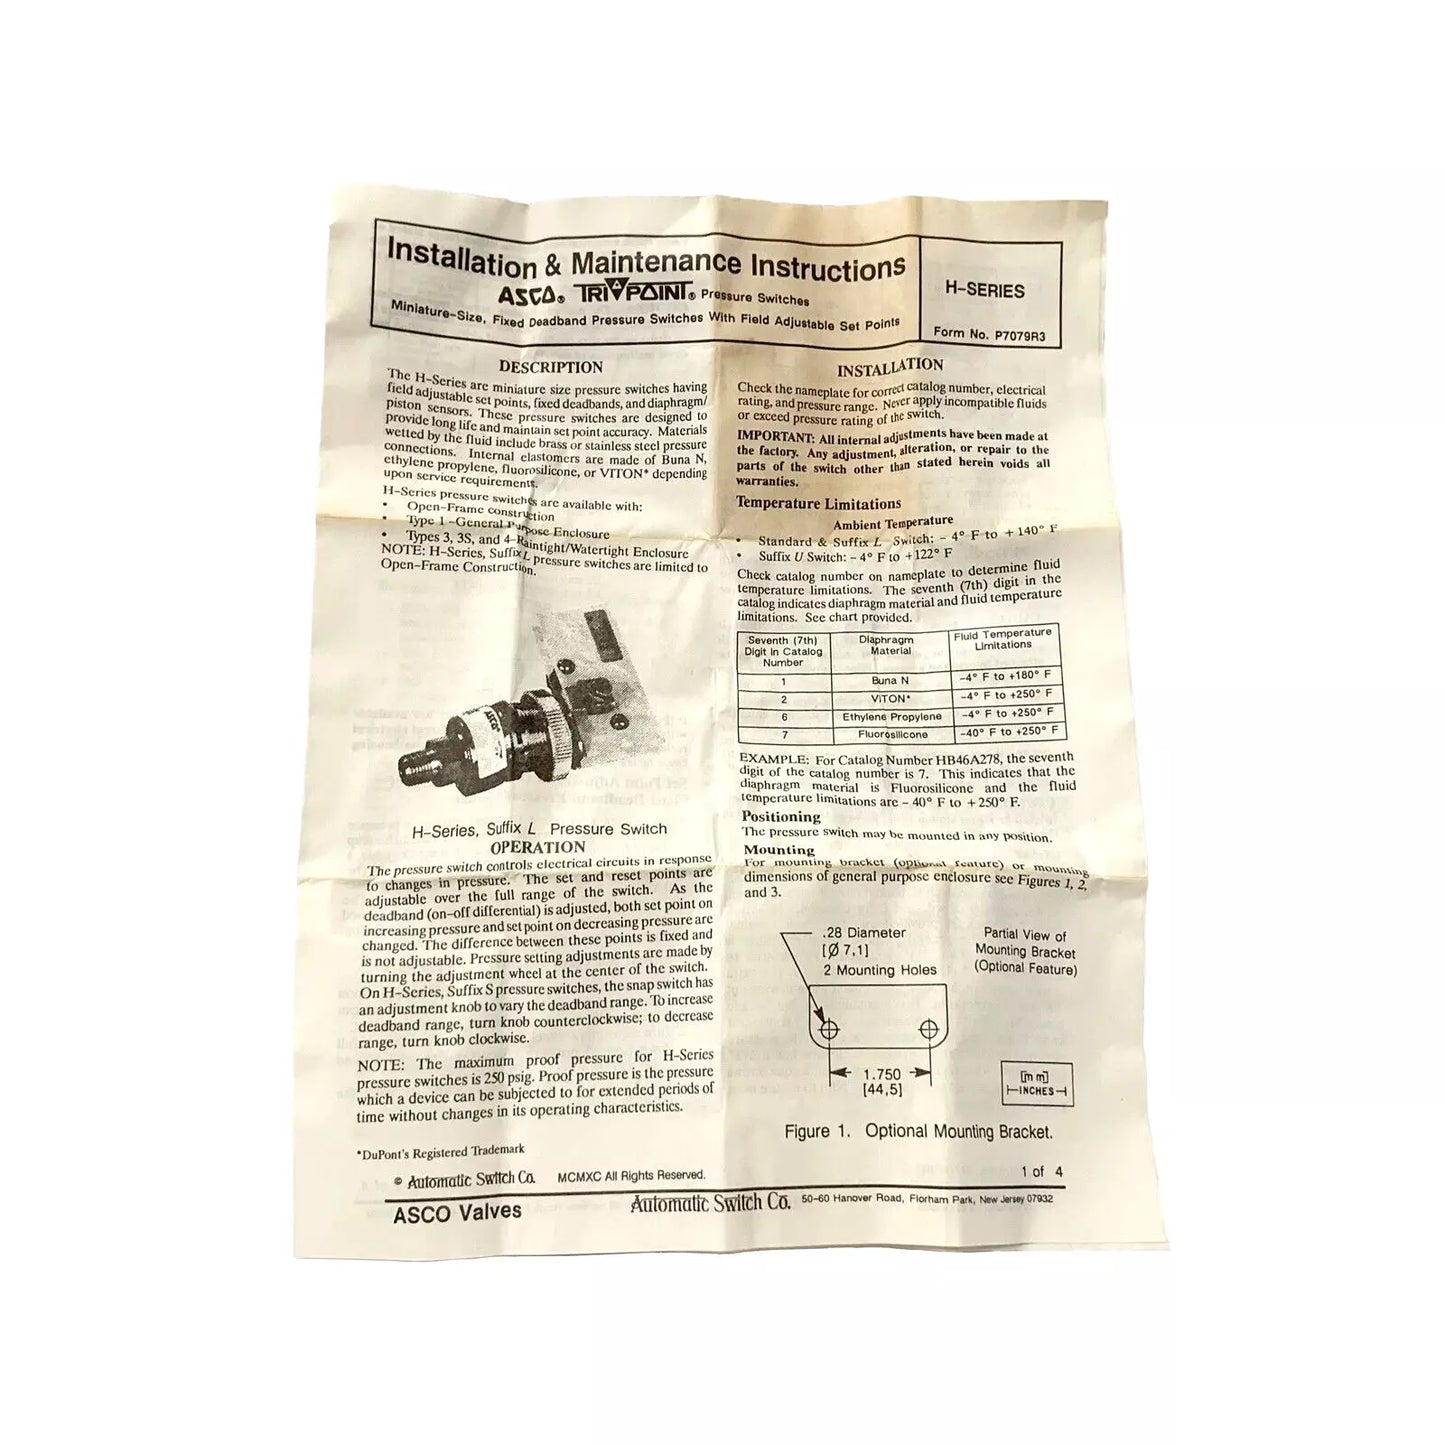 Installation & Maintenance Instructions
ASCO® TRI-POINT® Pressure Switches
Miniature-Size, Fixed Deadband Pressure Switches With Field Adjustable Set Points
H-SERIES
Form No. P7079R3
DESCRIPTION
The H-Series are miniature size pressure switches having
field adjustable set points, fixed deadbands, and diaphragm/
piston sensors. These pressure switches are designed to
provide long life and maintain set point accuracy. Materials
wetted by the fluid include brass or stainless steel pressure
connections. Internal elastomers are made of Buna N,
ethylene propylene, fluorosilicone, or VITON* depending
upon service requirements.
H-Series pressure switches are available with:
• Open-Frame construction
• Type 1-General Purpose Enclosure
• Types 3, 3S, and 4-Raintight/Watertight Enclosure
NOTE: H-Series, Suffix L pressure switches are limited to
Open-Frame Construction.
ASCO®
H-Series, Suffix L Pressure Switch
OPERATION
The pressure switch controls electrical circuits in response
to changes in pressure. The set and reset points are
adjustable over the full range of the switch. As the
deadband (on-off differential) is adjusted, both set point on
increasing pressure and set point on decreasing pressure are
changed. The difference between these points is fixed and
is not adjustable. Pressure setting adjustments are made by
turning the adjustment wheel at the center of the switch.
On H-Series, Suffix S pressure switches, the snap switch has
an adjustment knob to vary the deadband range. To increase
deadband range, turn knob counterclockwise; to decrease
range, turn knob clockwise.
NOTE: The maximum proof pressure for H-Series
pressure switches is 250 psig. Proof pressure is the pressure
which a device can be subjected to for extended periods of
time without changes in its operating characteristics.
*DuPont's Registered Trademark
INSTALLATION
Check the nameplate for correct catalog number, electrical
rating, and pressure range. Never apply incompatible fluids
or exceed pressure rating of the switch.
IMPORTANT: All internal adjustments have been made at
the factory. Any adjustment, alteration, or repair to the
parts of the switch other than stated herein voids all
warranties.
Temperature Limitations
Ambient Temperature
• Standard & Suffix L Switch: - 4° F to + 140° F
• Suffix U Switch: - 4° F to +122° F
Check catalog number on nameplate to determine fluid
temperature limitations. The seventh (7th) digit in the
catalog indicates diaphragm material and fluid temperature
limitations. See chart provided.
Seventh (7th) Digit In Catalog Number Diaphragm Material Fluid Temperature Limitations
1 Buna N -4° F to +180° F
2 VITON* -4° F to +250° F
6 Ethylene Propylene -4° F to +250° F
7 Fluorosilicone -40° F to +250° F
EXAMPLE: For Catalog Number HB46A278, the seventh
digit of the catalog number is 7. This indicates that the
diaphragm material is Fluorosilicone and the fluid
temperature limitations are - 40° F to + 250° F.
Positioning
The pressure switch may be mounted in any position.
Mounting
For mounting bracket (optional feature) or mounting
dimensions of general purpose enclosure see Figures 1, 2,
and 3.
.28 Diameter
[Ø 7,1]
2 Mounting Holes
Partial View of
Mounting Bracket
(Optional Feature)
1.750
[44,5]
[mm]
INCHES
Figure 1. Optional Mounting Bracket.
© Automatic Switch Co. MCMXC All Rights Reserved.
1 of 4
ASCO Valves
Automatic Switch Co. 50-60 Hanover Road, Florham Park, New Jersey 07932